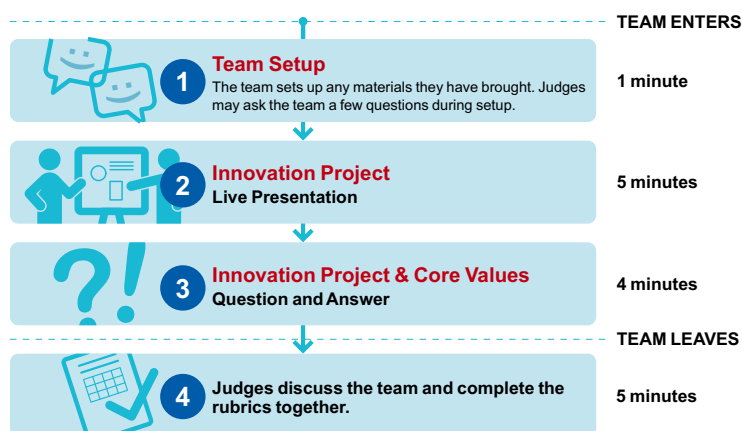 TEAM ENTERS
1
Team Setup
The team sets up any materials they have brought. Judges
may ask the team a few questions during setup.
1 minute
2
Innovation Project
Live Presentation
5 minutes
3
Innovation Project & Core Values
Question and Answer
4 minutes
?!
TEAM LEAVES
4
Judges discuss the team and complete the
rubrics together.
5 minutes